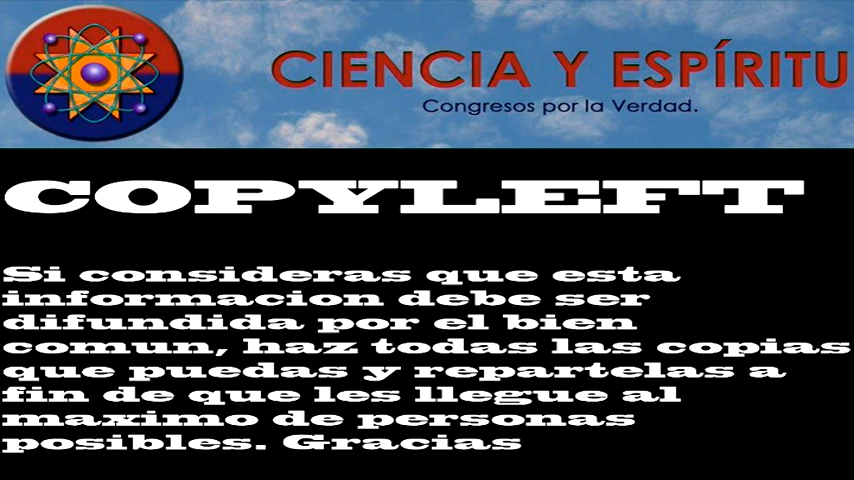 CIENCIA Y ESPÍRITU
Congresos por la Verdad.
COPYLEFT
Si consideras que esta
informacion debe ser
difundida por el bien
comun, haz todas las copias
que puedas y repartelas a
fin de que les llegue al
maximo de personas
posibles. Gracias